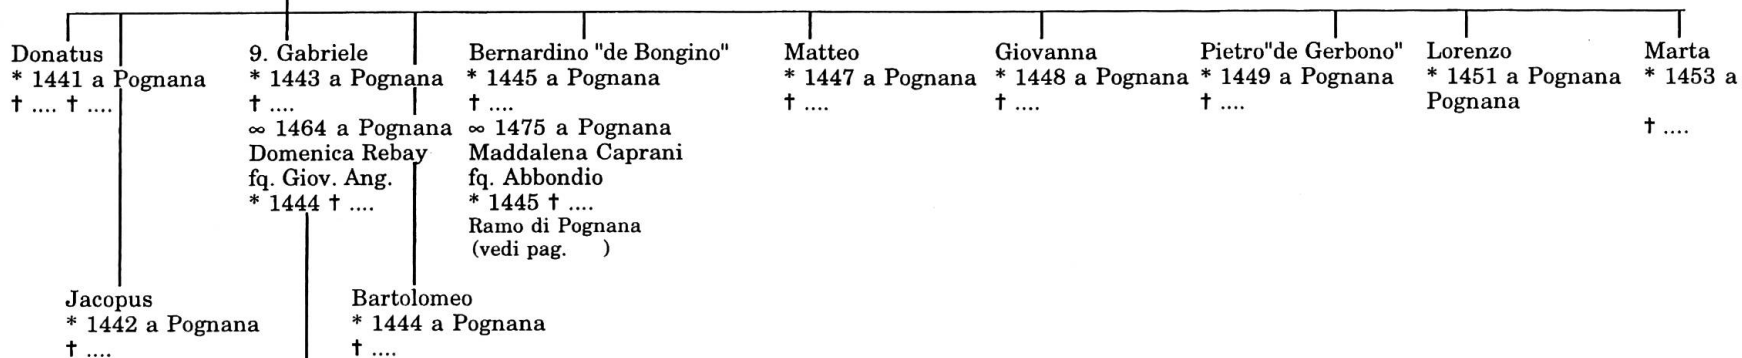 Donatus
* 1441 a Pognana
† .... † ....
9. Gabriele
* 1443 a Pognana
† ....
∞ 1464 a Pognana
Domenica Rebay
fq. Giov. Ang.
* 1444 † ....
Bernardino "de Bongino"
* 1445 a Pognana
† ....
∞ 1475 a Pognana
Maddalena Caprani
fq. Abbondio
* 1445 † ....
Ramo di Pognana
(vedi pag.      )
Matteo
* 1447 a Pognana
† ....
Giovanna
* 1448 a Pognana
† ....
Pietro"de Gerbono"
* 1449 a Pognana
† ....
Lorenzo
* 1451 a Pognana
Pognana
Marta
* 1453 a
† ....
Jacopus
* 1442 a Pognana
† ....
Bartolomeo
* 1444 a Pognana
† ....